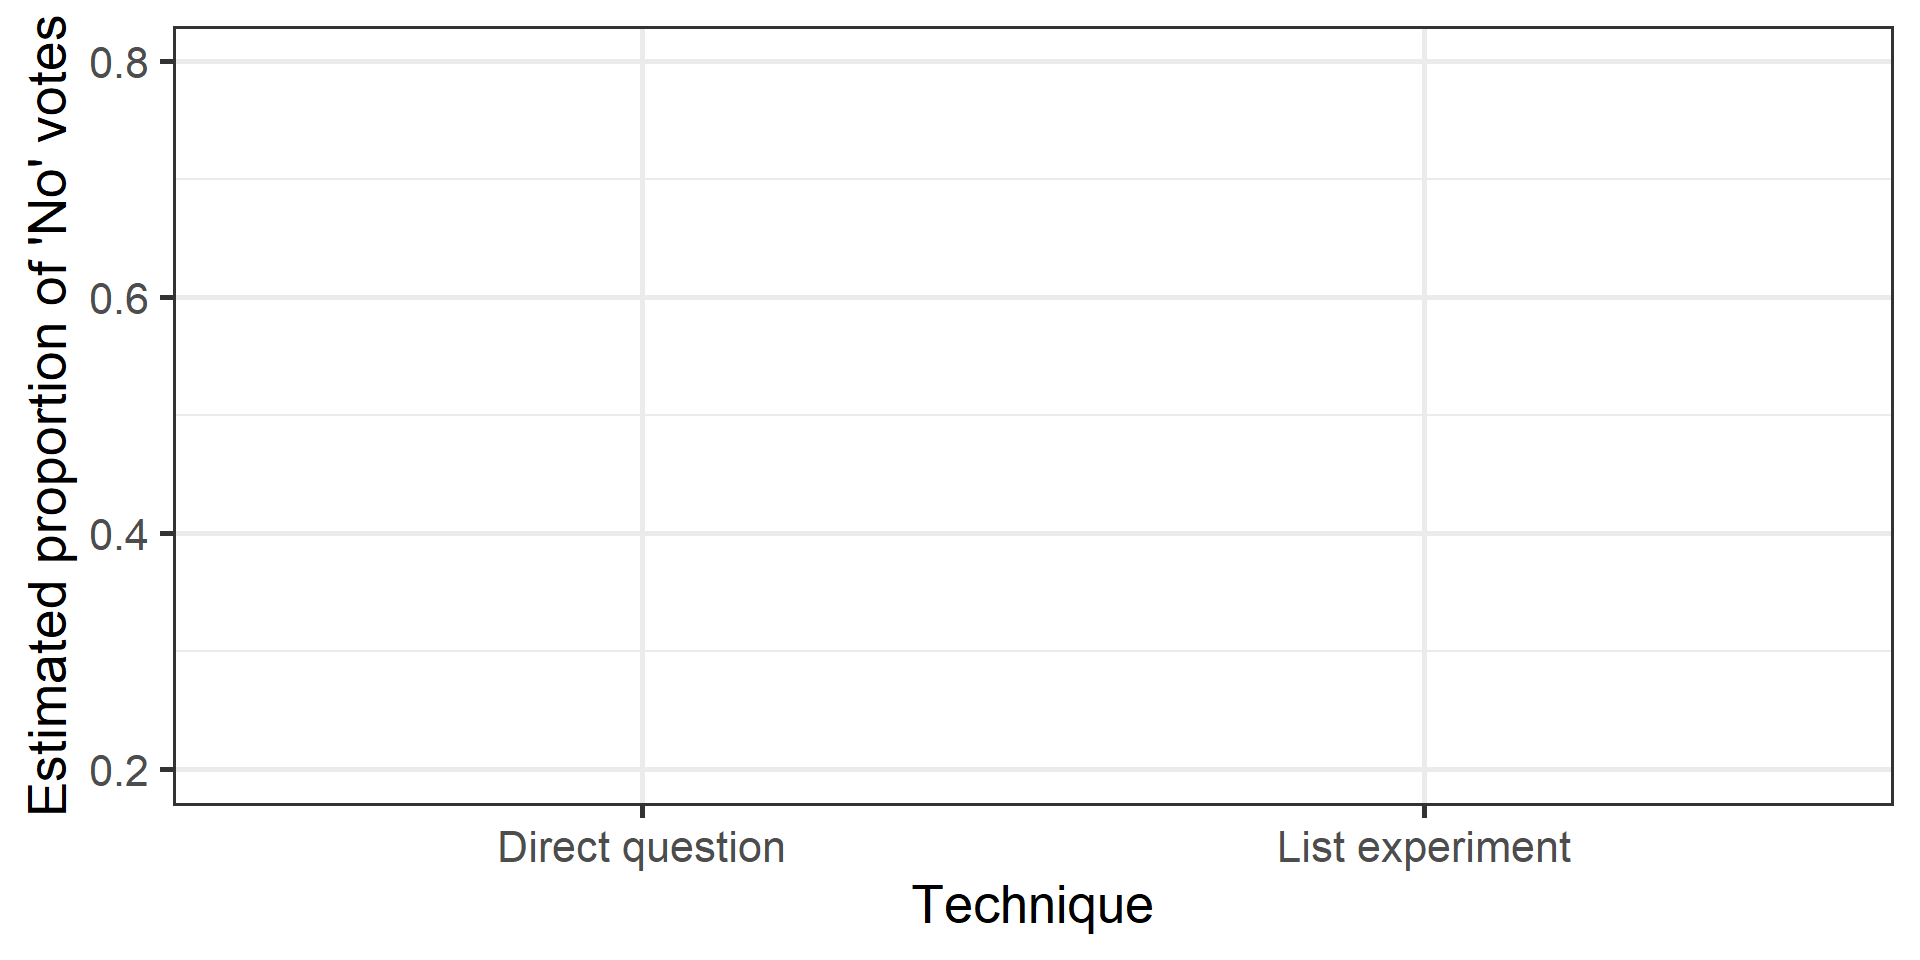 Estimated proportion of 'No' votes
0.8
0.6
0.4
0.2
Direct question
List experiment
Technique